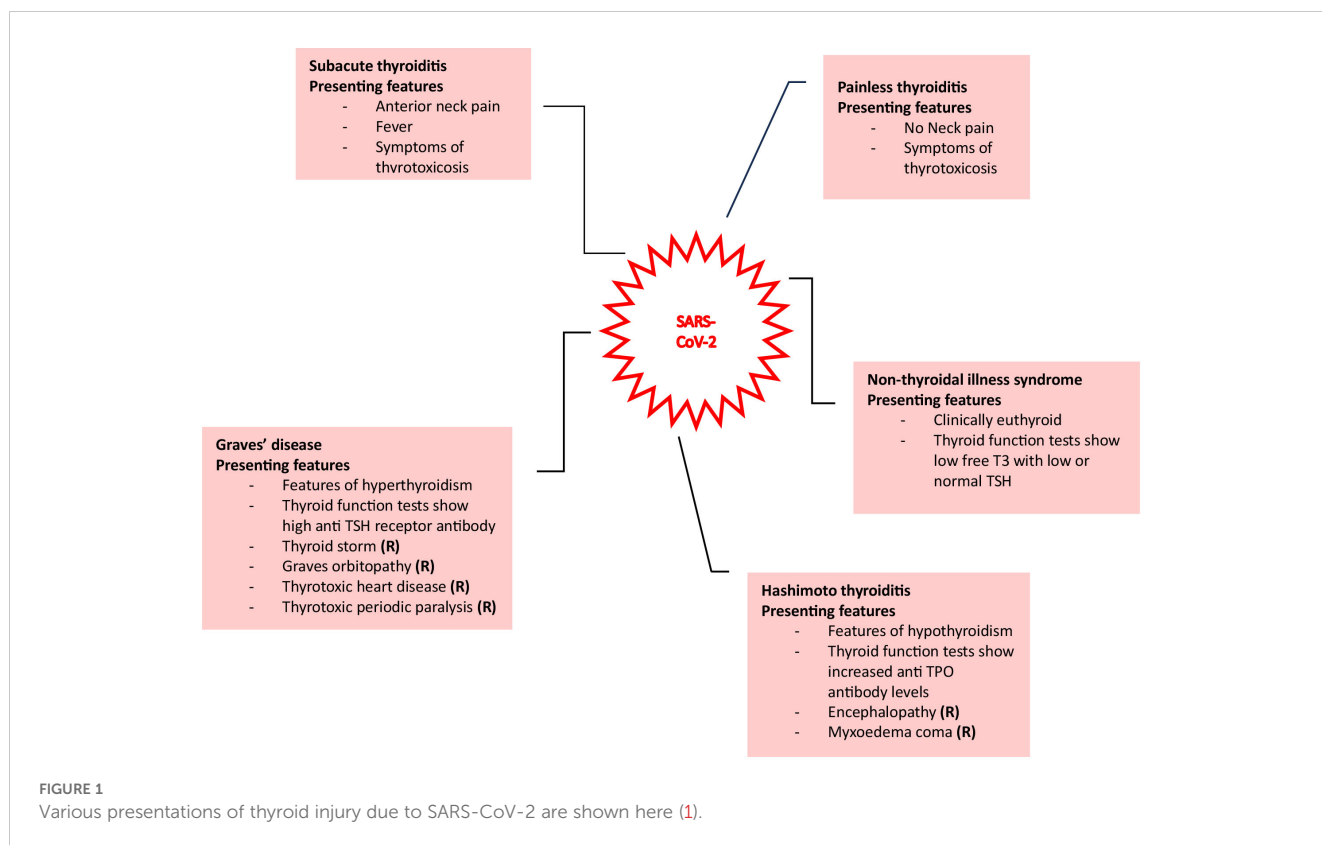 Subacute thyroiditis
Presenting features
- Anterior neck pain
- Fever
- Symptoms of
thyrotoxicosis
Painless thyroiditis
Presenting features
- No Neck pain
- Symptoms of
thyrotoxicosis
SARS-
CoV-2
Non-thyroidal illness syndrome
Presenting features
- Clinically euthyroid
- Thyroid function tests show
low free T3 with low or
normal TSH
Graves’ disease
Presenting features
- Features of hyperthyroidism
- Thyroid function tests show
high anti TSH receptor antibody
- Thyroid storm (R)
- Graves orbitopathy (R)
- Thyrotoxic heart disease (R)
- Thyrotoxic periodic paralysis (R)
Hashimoto thyroiditis
Presenting features
- Features of hypothyroidism
- Thyroid function tests show
increased anti TPO
antibody levels
- Encephalopathy (R)
- Myxoedema coma (R)
FIGURE 1
Various presentations of thyroid injury due to SARS-CoV-2 are shown here (1).